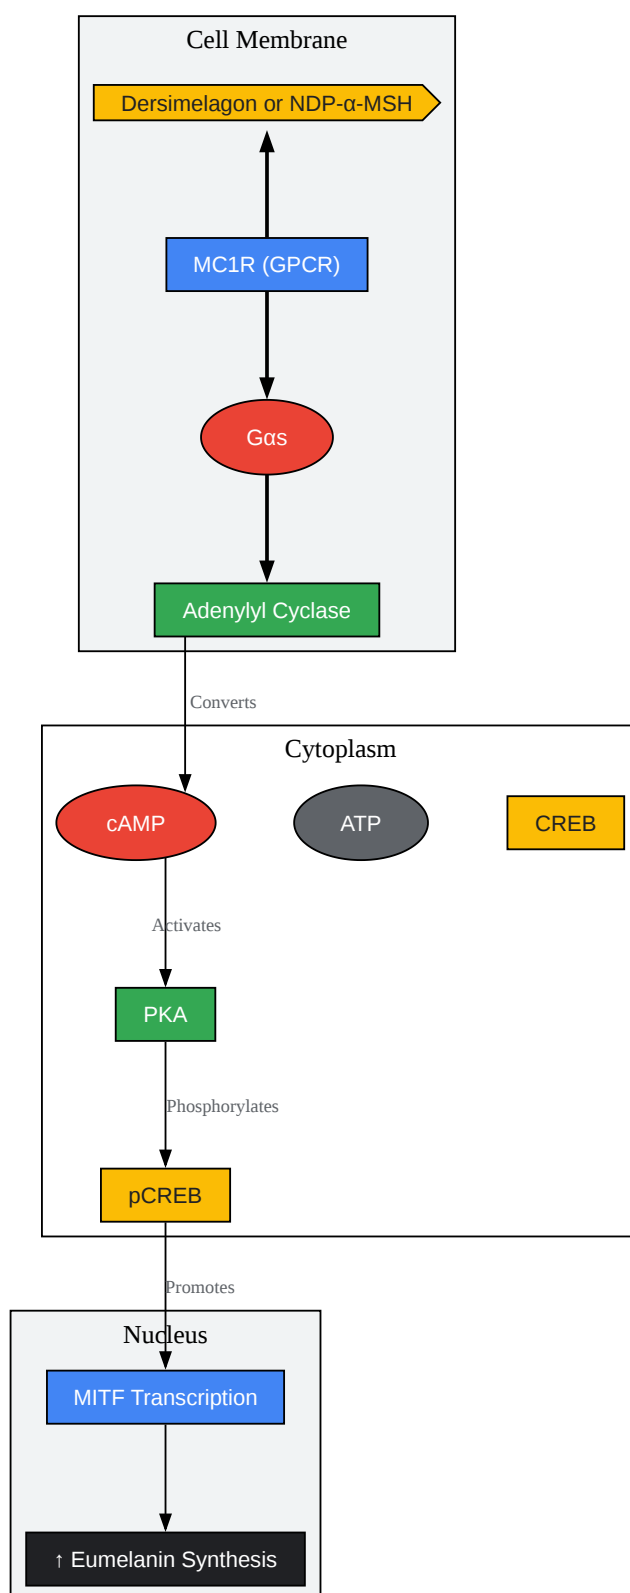 Cell Membrane
Dersimelagon or NDP-α-MSH
MC1R (GPCR)
Gαs
Adenylyl Cyclase
Converts
Cytoplasm
cAMP
ATP
CREB
Activates
PKA
Phosphorylates
pCREB
Promotes
Nucleus
MITF Transcription
↑ Eumelanin Synthesis